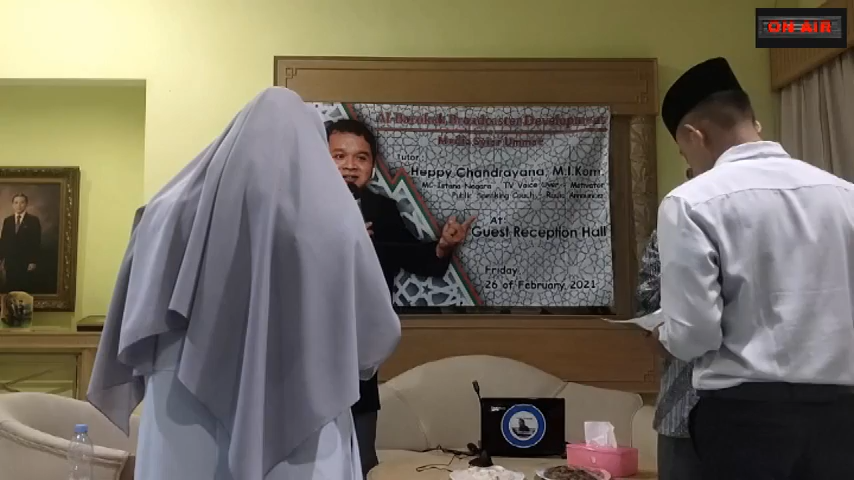 ON AIR
Al-Barokah Broadcaster Development
Media Syiar Ummat
Tutor
Heppy Chandrayana, M.I.Kom
MC Istana Negara - TV Voice Over - Motivator
Public Speaking Coach - Radio Announcer
At
Guest Reception Hall
Friday
26 of February, 2021